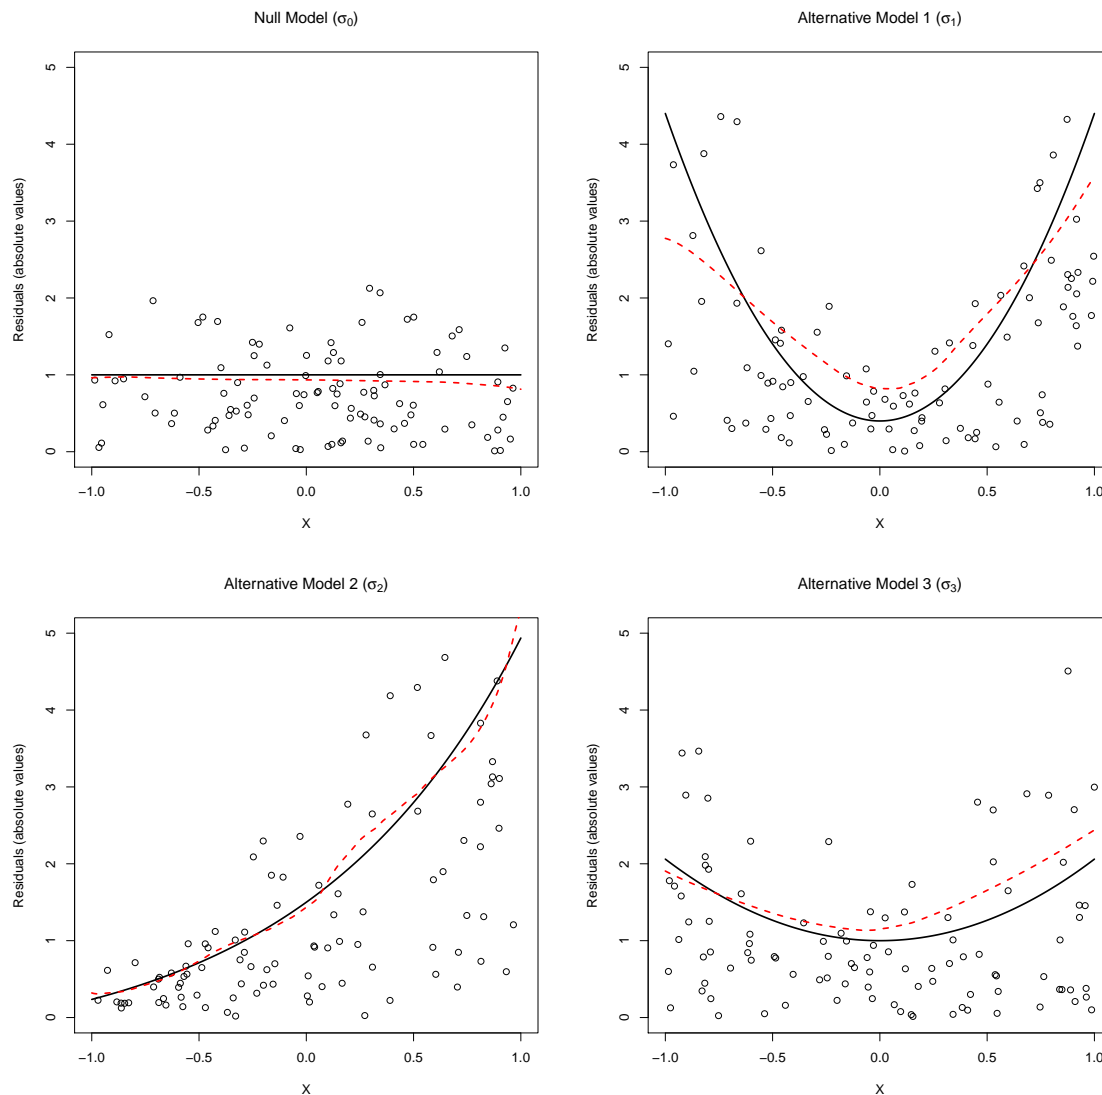 Null Model (σ0)
Residuals (absolute values)
5
4
3
2
1
0
−1.0 −0.5 0.0 0.5 1.0
X
Alternative Model 1 (σ1)
Residuals (absolute values)
5
4
3
2
1
0
−1.0 −0.5 0.0 0.5 1.0
X
Alternative Model 2 (σ2)
Residuals (absolute values)
5
4
3
2
1
0
−1.0 −0.5 0.0 0.5 1.0
X
Alternative Model 3 (σ3)
Residuals (absolute values)
5
4
3
2
1
0
−1.0 −0.5 0.0 0.5 1.0
X